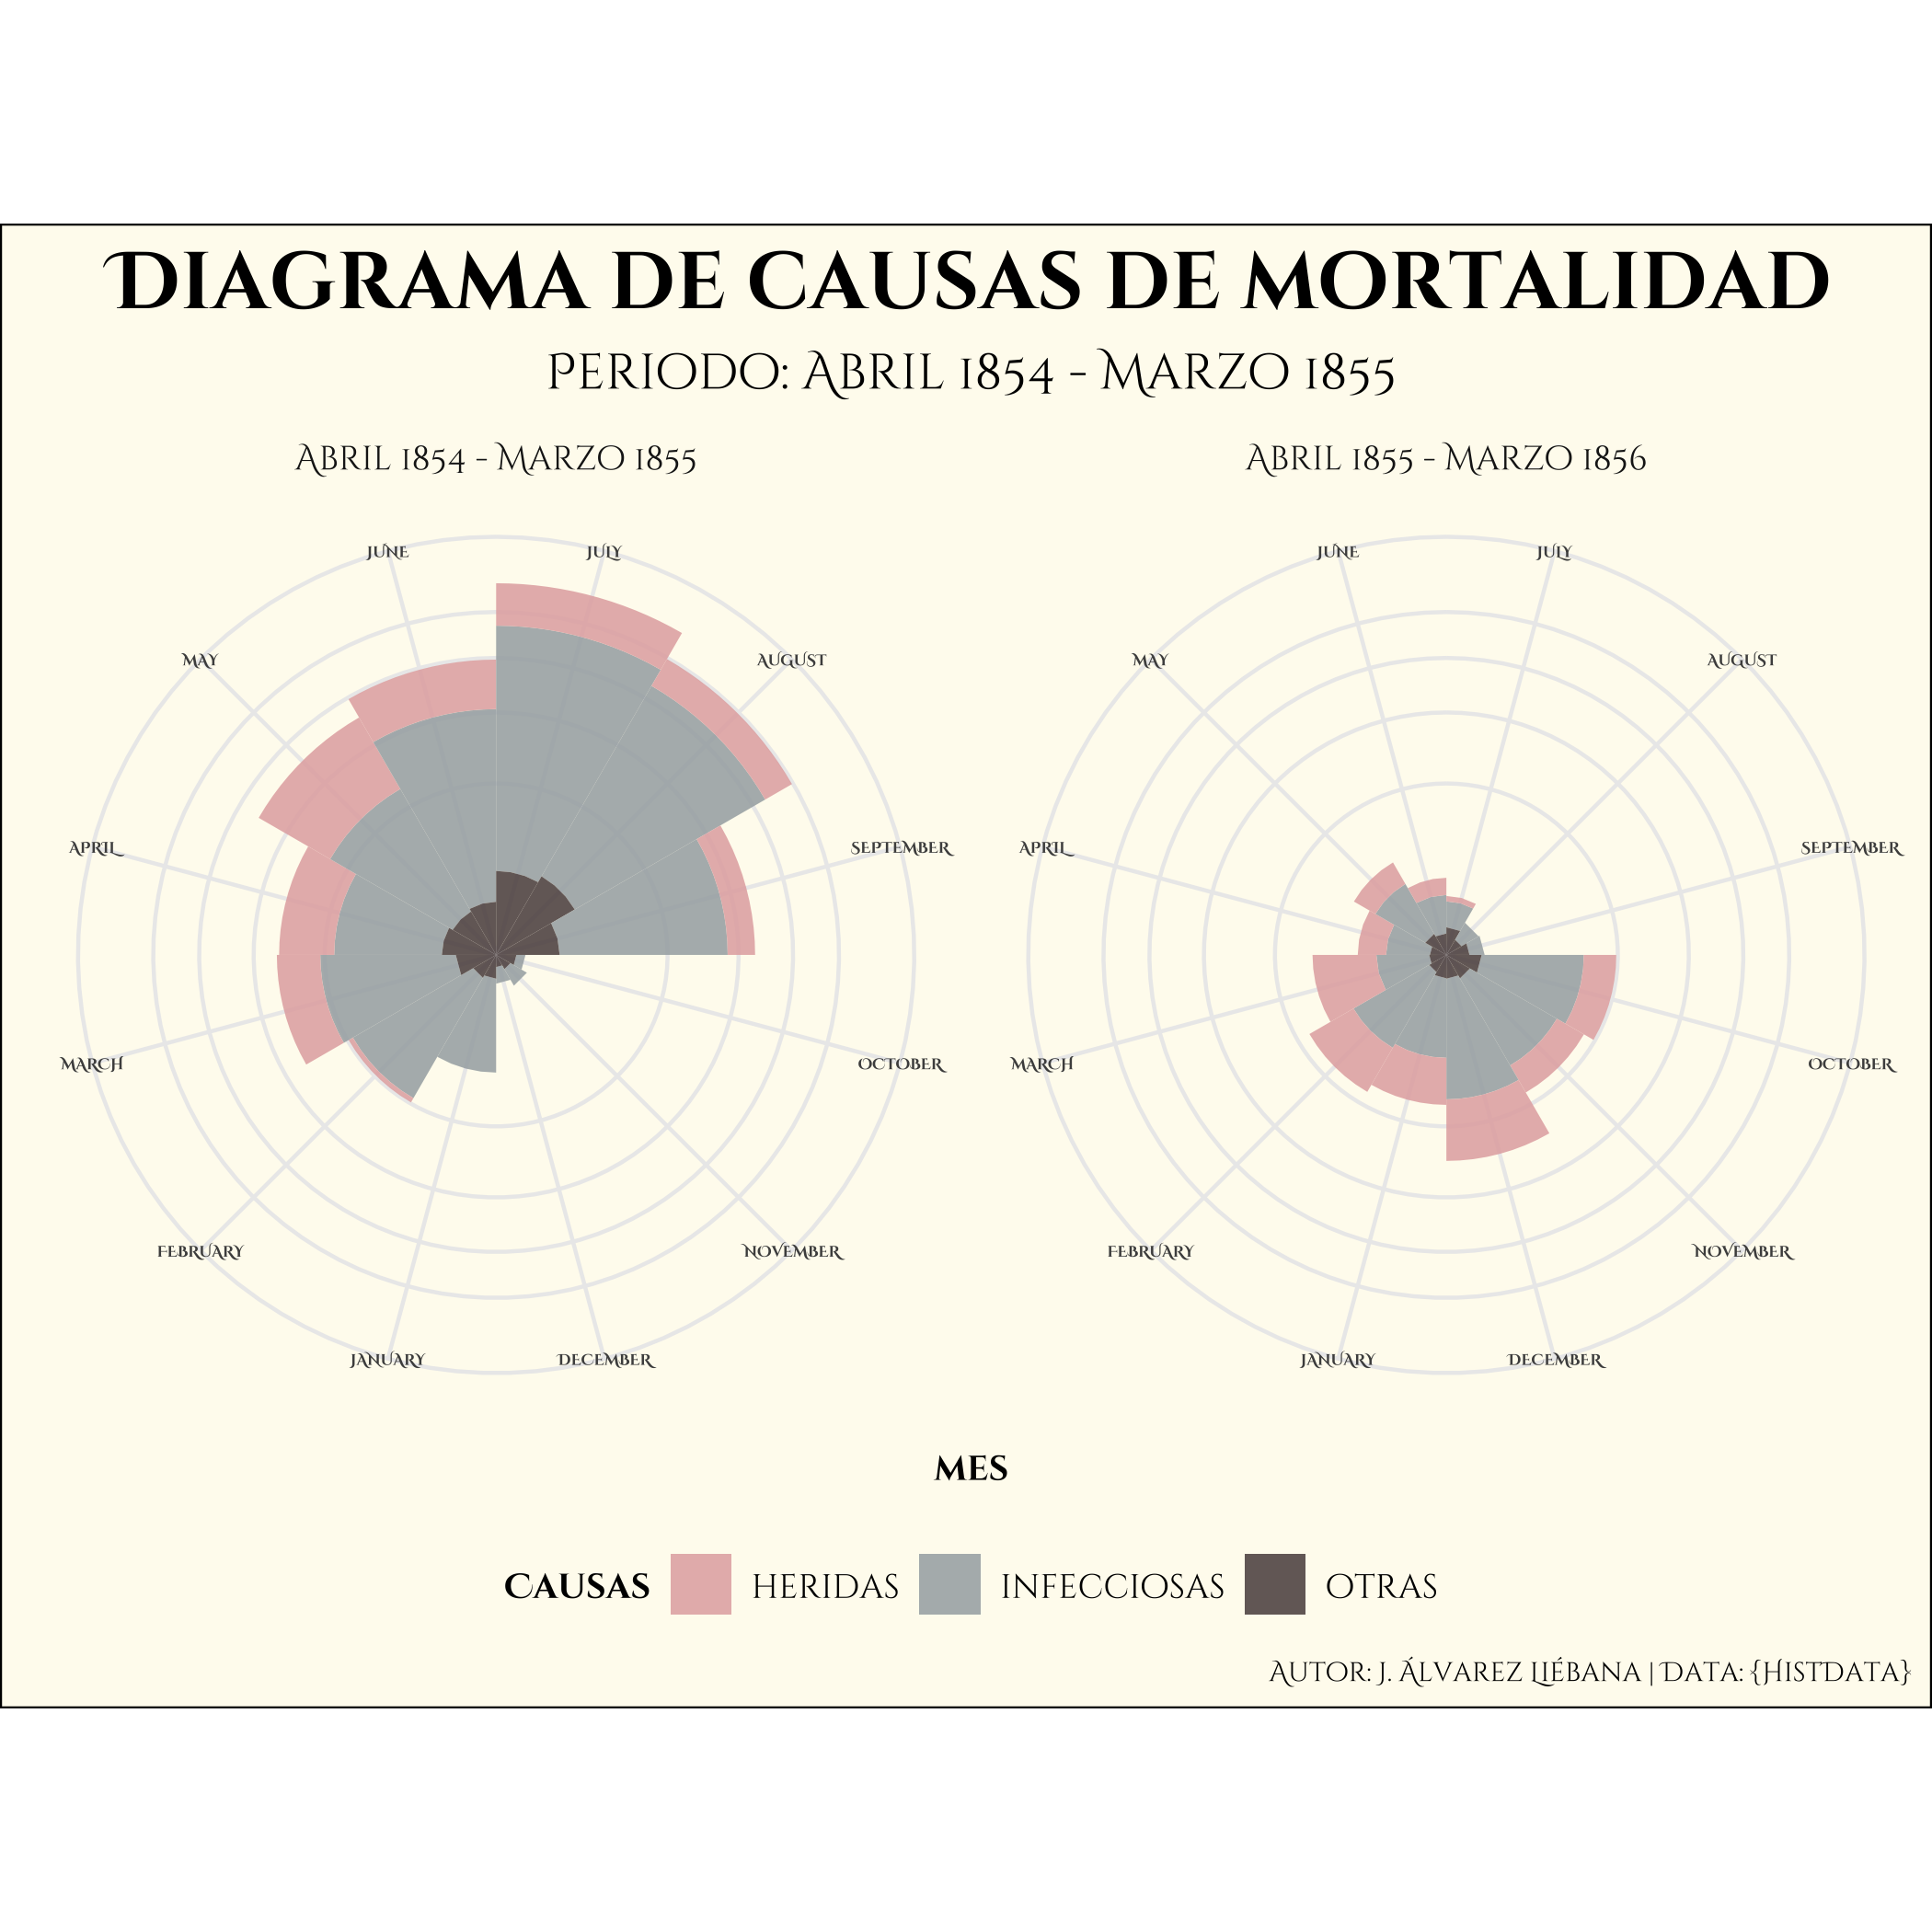 DIAGRAMA DE CAUSAS DE MORTALIDAD
PERIODO: ABRIL 1854 - MARZO 1855
ABRIL 1854 - MARZO 1855
JUNE
JULY
MAY
AUGUST
APRIL
SEPTEMBER
MARCH
OCTOBER
FEBRUARY
NOVEMBER
JANUARY
DECEMBER
ABRIL 1855 - MARZO 1856
JUNE
JULY
MAY
AUGUST
APRIL
SEPTEMBER
MARCH
OCTOBER
FEBRUARY
NOVEMBER
JANUARY
DECEMBER
MES
CAUSAS HERIDAS INFECCIOSAS OTRAS
AUTOR: J. ÁLVAREZ LIÉBANA | DATA: {HISTDATA}